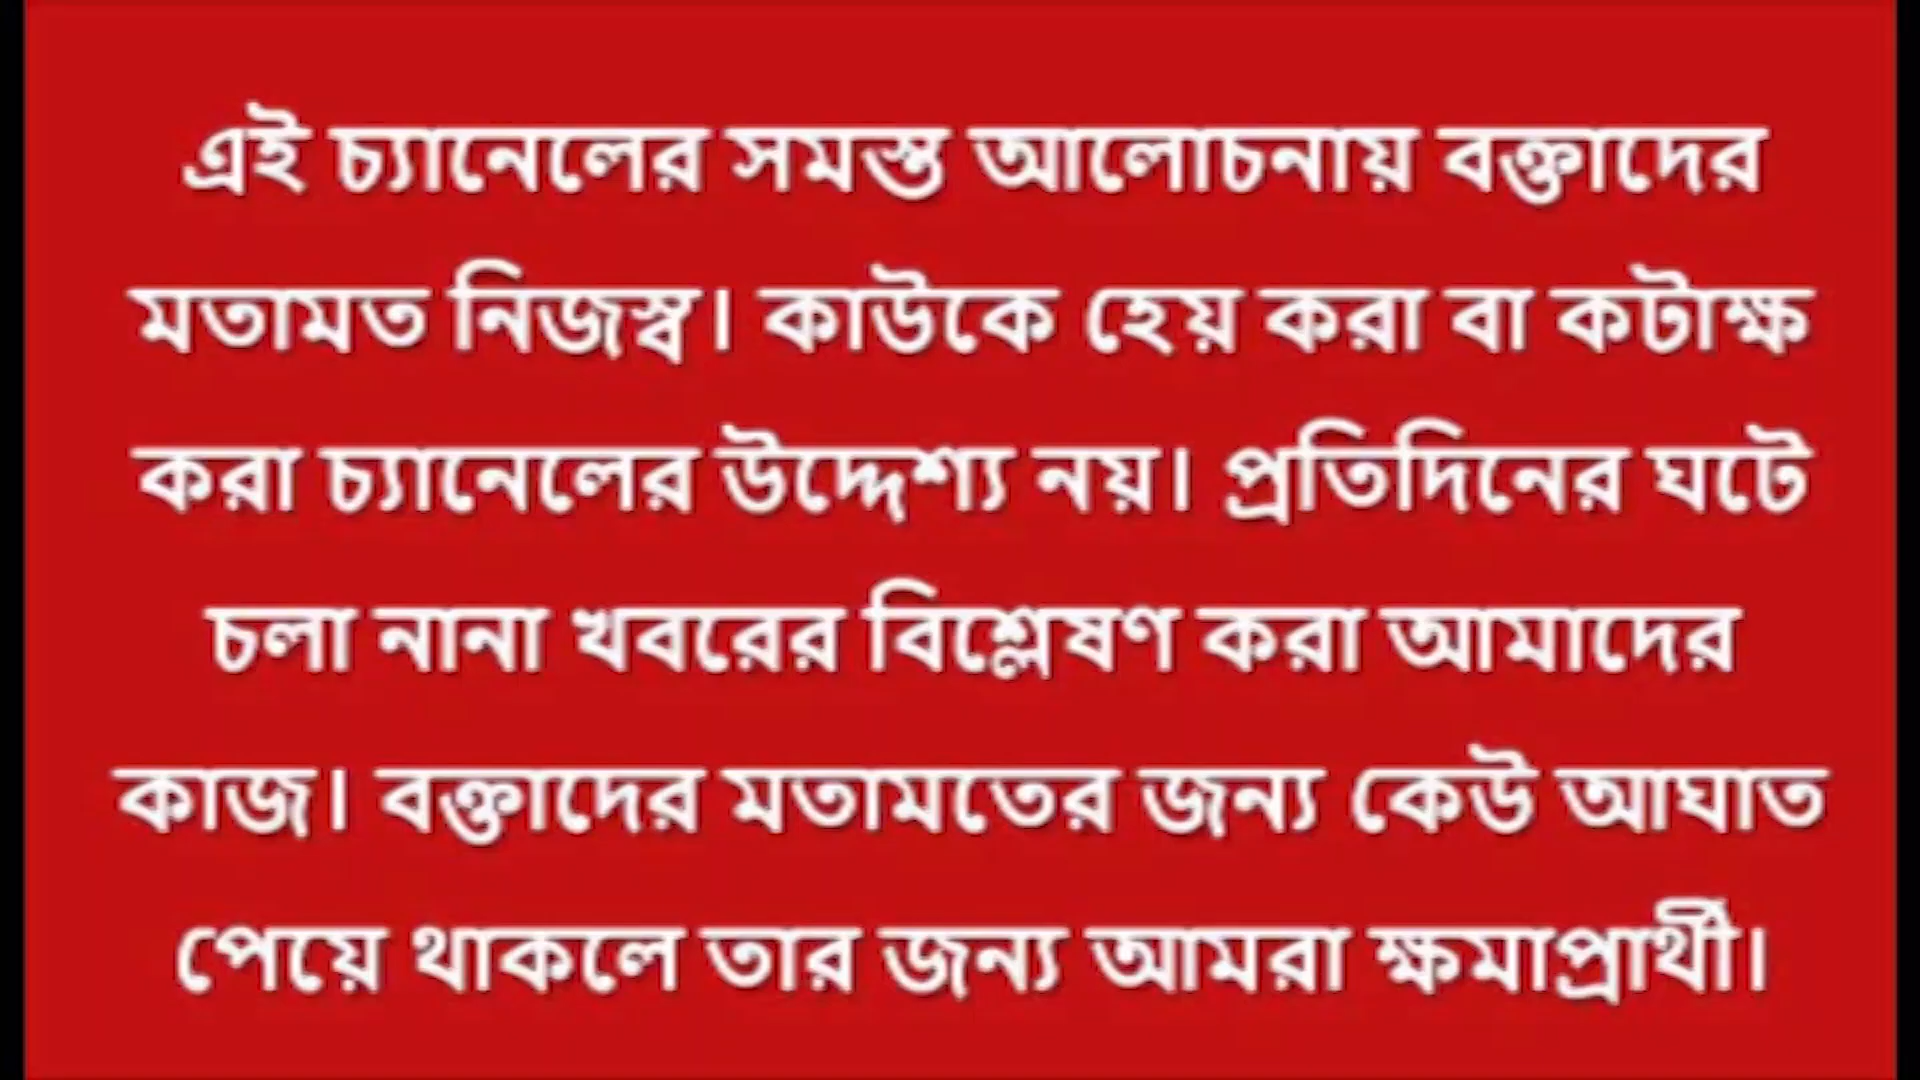 এই চ্যানেলের সমস্ত আলোচনায় বক্তাদের
মতামত নিজস্ব। কাউকে হেয় করা বা কটাক্ষ
করা চ্যানেলের উদ্দেশ্য নয়। প্রতিদিনের ঘটে
চলা নানা খবরের বিশ্লেষণ করা আমাদের
কাজ। বক্তাদের মতামতের জন্য কেউ আঘাত
পেয়ে থাকলে তার জন্য আমরা ক্ষমাপ্রার্থী।